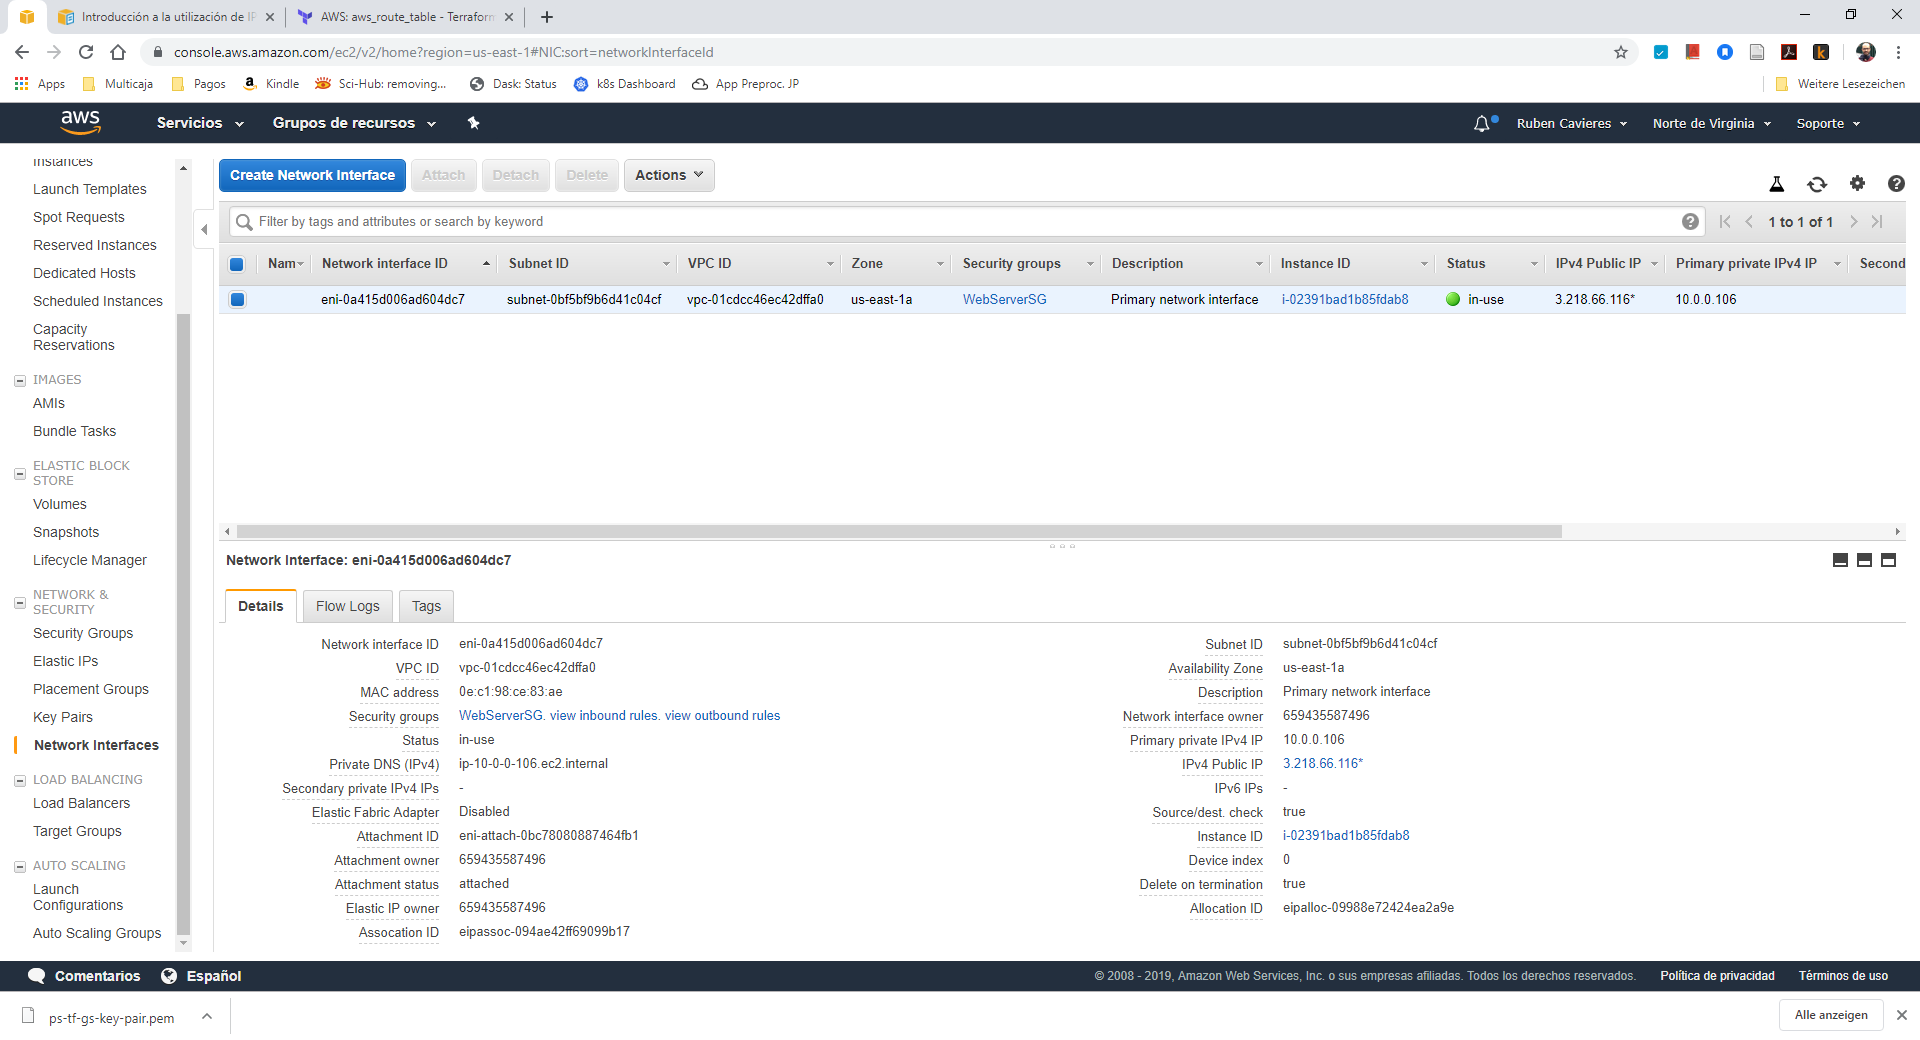 Introducción a la utilización de IP
AWS: aws_route_table - Terraform
console.aws.amazon.com/ec2/v2/home?region=us-east-1#NIC:sort=networkInterfaceId
Apps
Multicaja
Pagos
Kindle
Sci-Hub: removing...
Dask: Status
k8s Dashboard
App Preproc. JP
Weitere Lesezeichen
aws
Servicios
Grupos de recursos
Ruben Cavieres
Norte de Virginia
Soporte
Instances
Launch Templates
Spot Requests
Reserved Instances
Dedicated Hosts
Scheduled Instances
Capacity
Reservations
IMAGES
AMIs
Bundle Tasks
ELASTIC BLOCK
STORE
Volumes
Snapshots
Lifecycle Manager
NETWORK &
SECURITY
Security Groups
Elastic IPs
Placement Groups
Key Pairs
Network Interfaces
LOAD BALANCING
Load Balancers
Target Groups
AUTO SCALING
Launch
Configurations
Auto Scaling Groups
Create Network Interface
Attach
Detach
Delete
Actions
Filter by tags and attributes or search by keyword
1 to 1 of 1
Nam Network interface ID Subnet ID VPC ID Zone Security groups Description Instance ID Status IPv4 Public IP Primary private IPv4 IP Second
eni-0a415d006ad604dc7 subnet-0bf5bf9b6d41c04cf vpc-01cdcc46ec42dffa0 us-east-1a WebServerSG Primary network interface i-02391bad1b85fdab8 in-use 3.218.66.116* 10.0.0.106
Network Interface: eni-0a415d006ad604dc7
Details
Flow Logs
Tags
Network interface ID eni-0a415d006ad604dc7
VPC ID vpc-01cdcc46ec42dffa0
MAC address 0e:c1:98:ce:83:ae
Security groups WebServerSG. view inbound rules. view outbound rules
Status in-use
Private DNS (IPv4) ip-10-0-0-106.ec2.internal
Secondary private IPv4 IPs -
Elastic Fabric Adapter Disabled
Attachment ID eni-attach-0bc78080887464fb1
Attachment owner 659435587496
Attachment status attached
Elastic IP owner 659435587496
Assocation ID eipassoc-094ae42ff69099b17
Subnet ID subnet-0bf5bf9b6d41c04cf
Availability Zone us-east-1a
Description Primary network interface
Network interface owner 659435587496
Primary private IPv4 IP 10.0.0.106
IPv4 Public IP 3.218.66.116*
IPv6 IPs -
Source/dest. check true
Instance ID i-02391bad1b85fdab8
Device index 0
Delete on termination true
Allocation ID eipalloc-09988e72424ea2a9e
Comentarios
Español
© 2008 - 2019, Amazon Web Services, Inc. o sus empresas afiliadas. Todos los derechos reservados.
Política de privacidad
Términos de uso
ps-tf-gs-key-pair.pem
Alle anzeigen